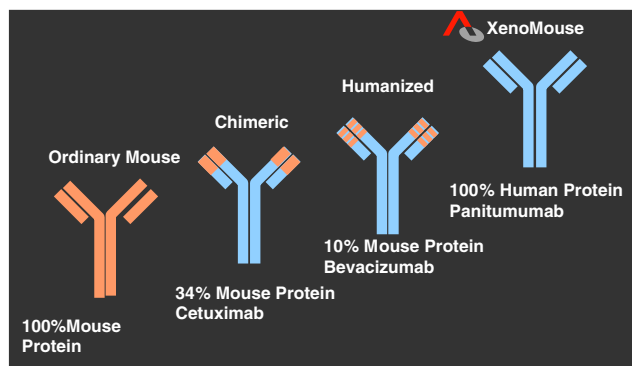 Ordinary Mouse
100%Mouse
Protein
Chimeric
34% Mouse Protein
Cetuximab
Humanized
10% Mouse Protein
Bevacizumab
XenoMouse
100% Human Protein
Panitumumab